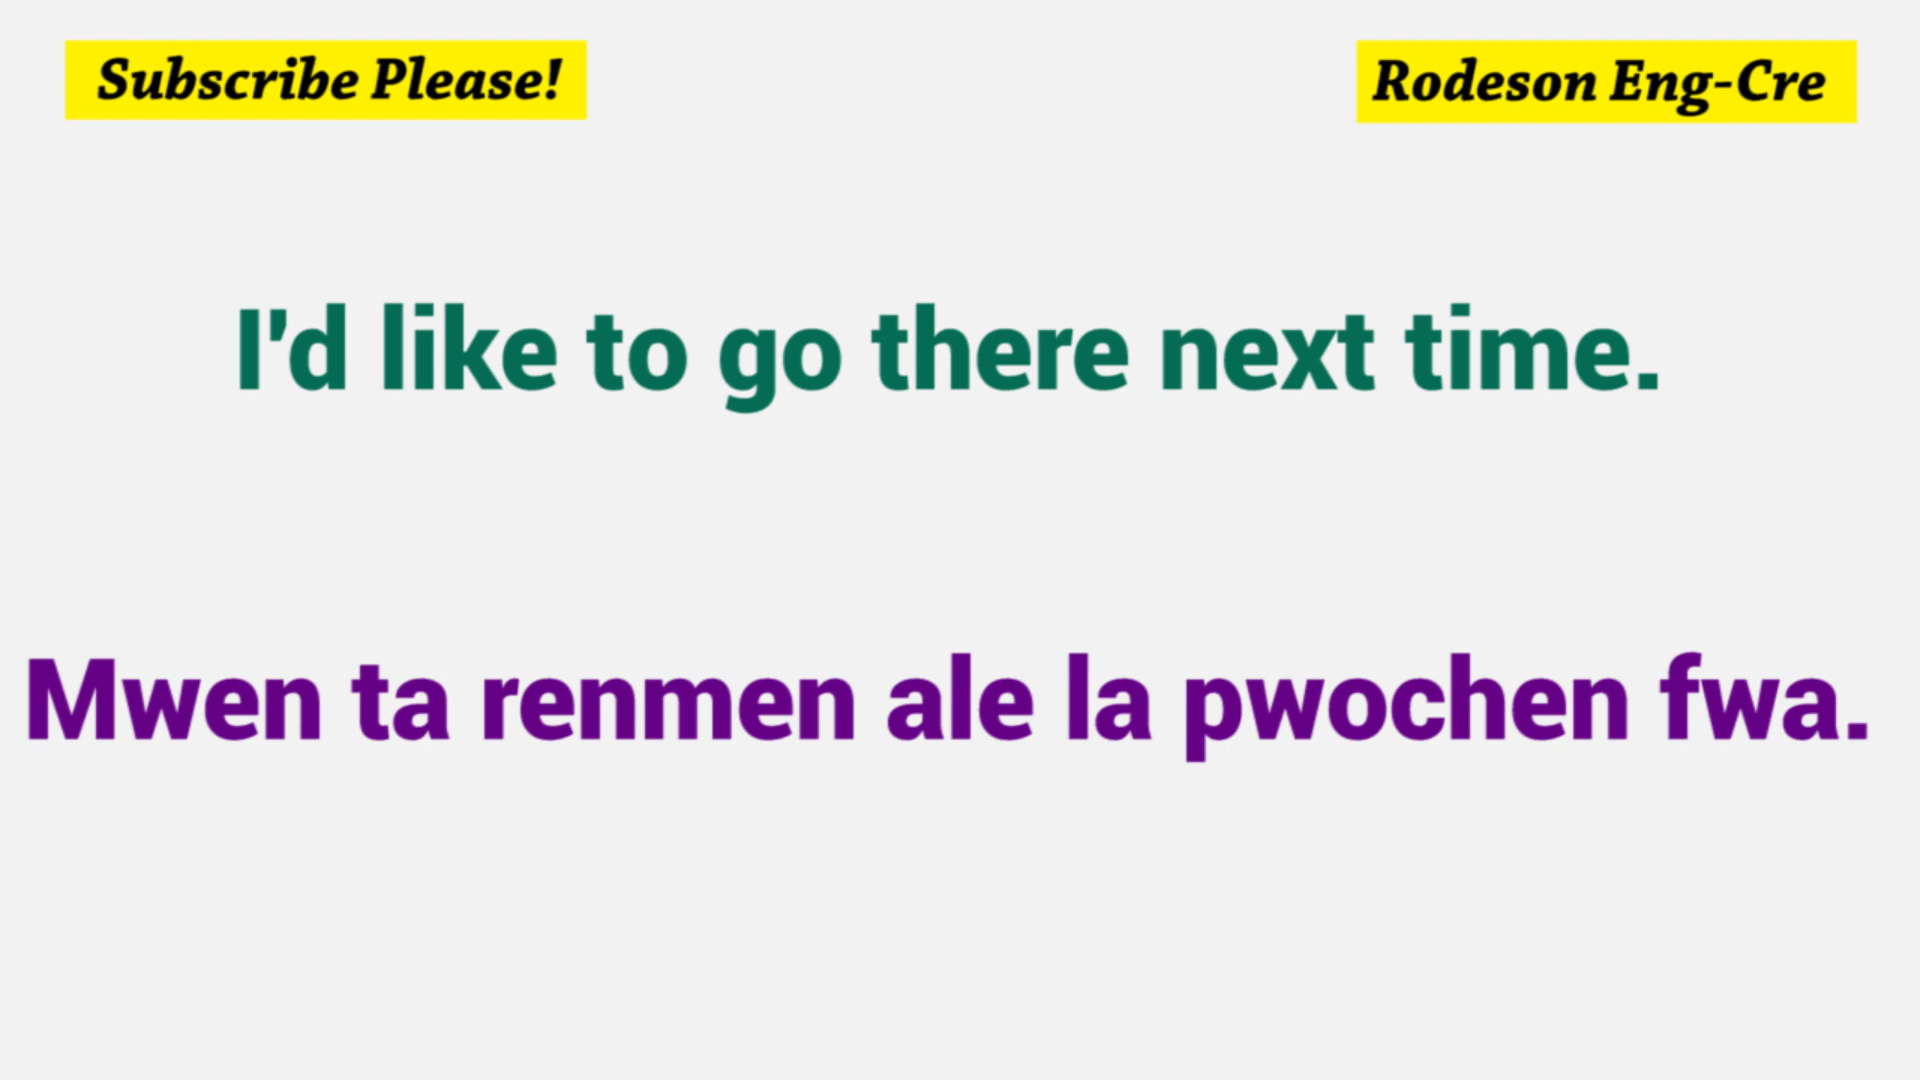 Subscribe Please!
Rodeson Eng-Cre
I'd like to go there next time.
Mwen ta renmen ale la pwochen fwa.